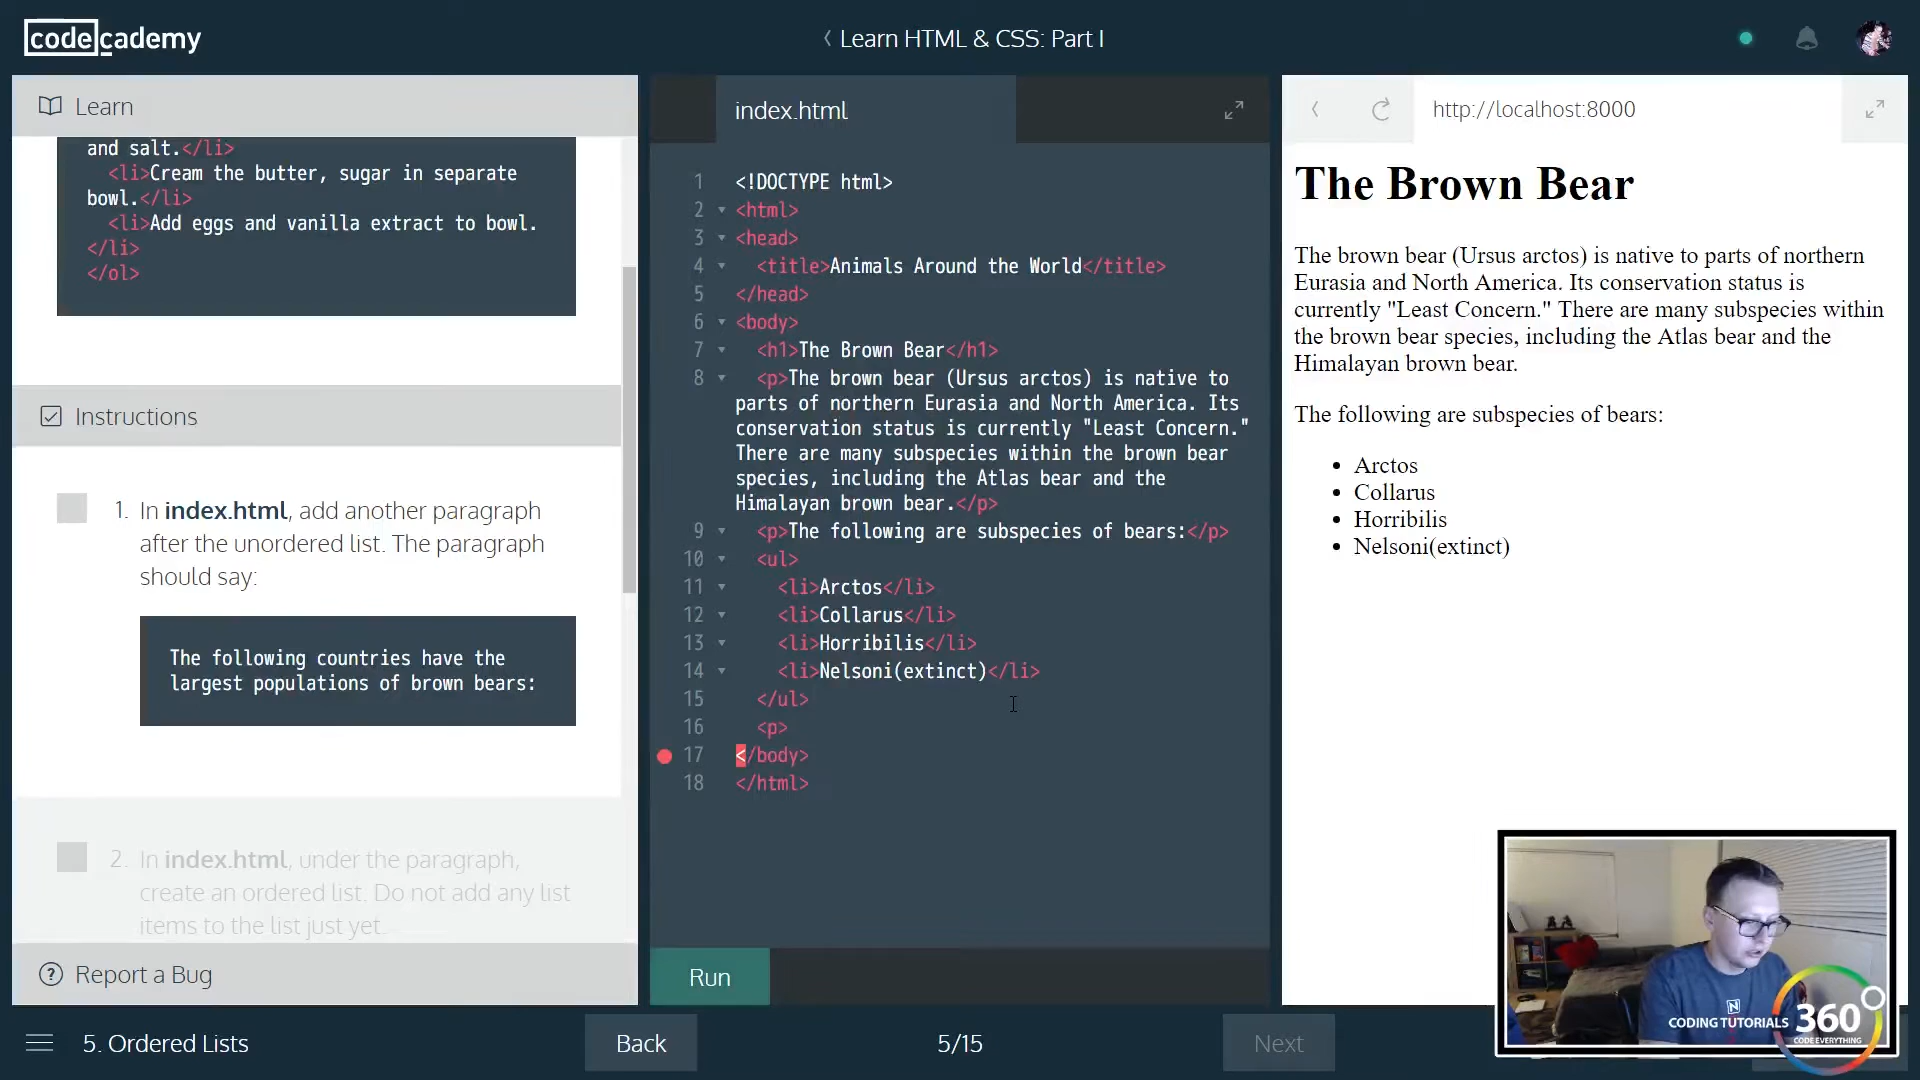 codecademy
Learn HTML & CSS: Part I
Learn
and salt.</li>
<li>Cream the butter, sugar in separate
bowl.</li>
<li>Add eggs and vanilla extract to bowl.
</li>
</ol>
Instructions
1. In index.html, add another paragraph
after the unordered list. The paragraph
should say:
The following countries have the
largest populations of brown bears:
2. In index.html, under the paragraph,
create an ordered list. Do not add any list
items to the list just yet.
Report a Bug
index.html
1 <!DOCTYPE html>
2 <html>
3 <head>
4 <title>Animals Around the World</title>
5 </head>
6 <body>
7 <h1>The Brown Bear</h1>
8 <p>The brown bear (Ursus arctos) is native to
parts of northern Eurasia and North America. Its
conservation status is currently "Least Concern."
There are many subspecies within the brown bear
species, including the Atlas bear and the
Himalayan brown bear.</p>
9 <p>The following are subspecies of bears:</p>
10 <ul>
11 <li>Arctos</li>
12 <li>Collarus</li>
13 <li>Horribilis</li>
14 <li>Nelsoni(extinct)</li>
15 </ul>
16 <p>
17 </body>
18 </html>
Run
http://localhost:8000
The Brown Bear
The brown bear (Ursus arctos) is native to parts of northern
Eurasia and North America. Its conservation status is
currently "Least Concern." There are many subspecies within
the brown bear species, including the Atlas bear and the
Himalayan brown bear.
The following are subspecies of bears:
• Arctos
• Collarus
• Horribilis
• Nelsoni(extinct)
CODING TUTORIALS 360°
CODE EVERYTHING
5. Ordered Lists
Back
5/15
Next